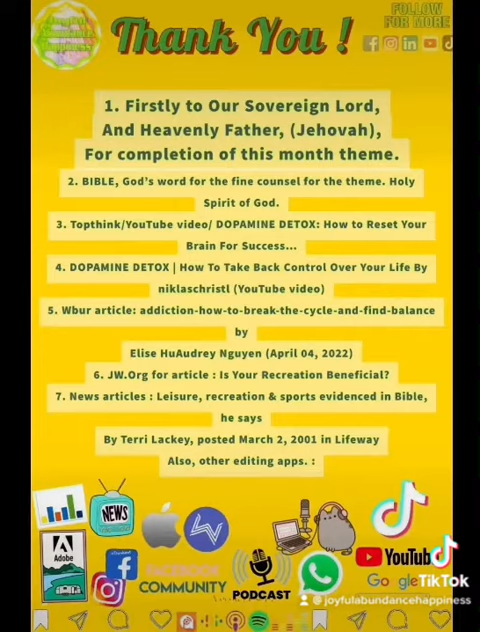 Thank You !
FOLLOW
FOR MORE
1. Firstly to Our Sovereign Lord,
And Heavenly Father, (Jehovah),
For completion of this month theme.
2. BIBLE, God's word for the fine counsel for the theme. Holy
Spirit of God.
3. Topthink/YouTube video/ DOPAMINE DETOX: How to Reset Your
Brain For Success...
4. DOPAMINE DETOX | How To Take Back Control Over Your Life By
niklaschristl (YouTube video)
5. Wbur article: addiction-how-to-break-the-cycle-and-find-balance
by
Elise HuAudrey Nguyen (April 04, 2022)
6. JW.Org for article : Is Your Recreation Beneficial?
7. News articles : Leisure, recreation & sports evidenced in Bible,
he says
By Terri Lackey, posted March 2, 2001 in Lifeway
Also, other editing apps. :
NEWS
Adobe
FACEBOOK
COMMUNITY
PODCAST
YouTub
Google
TikTok
@joyfulabundancehappiness